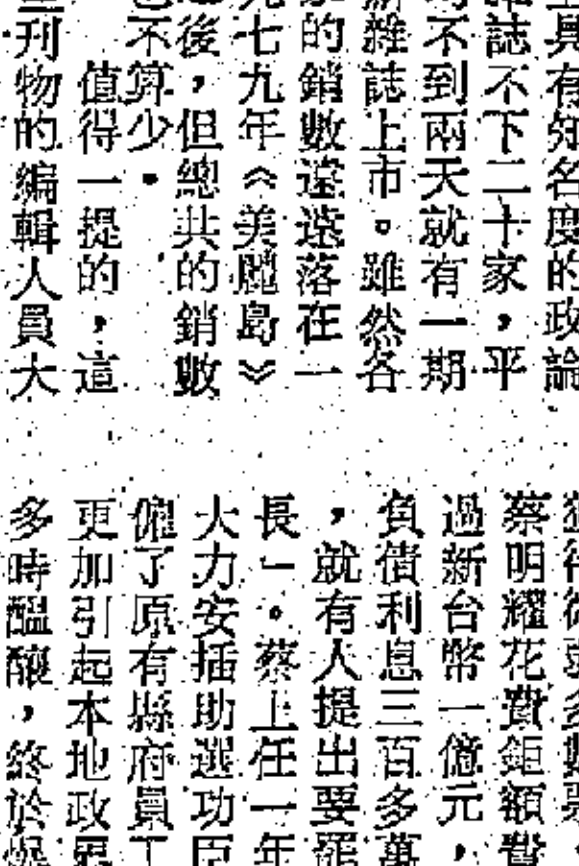 具有知名度的政論
雜誌不下二十家，平
不到兩天就有一期
新雜誌上市。雖然各
的銷數遠遠落在一
九七九年《美麗島》
後，但總共的銷數
不算少。
值得一提的，這
刊物的編輯人員大
蔡明耀花費鉅額費
過新台幣一億元，
負債利息三百多萬
，就有人提出要罷
長」。蔡上任一年
大力安插助選功臣
僱了原有縣府員工
更加引起本地政界
多時醞釀，終於